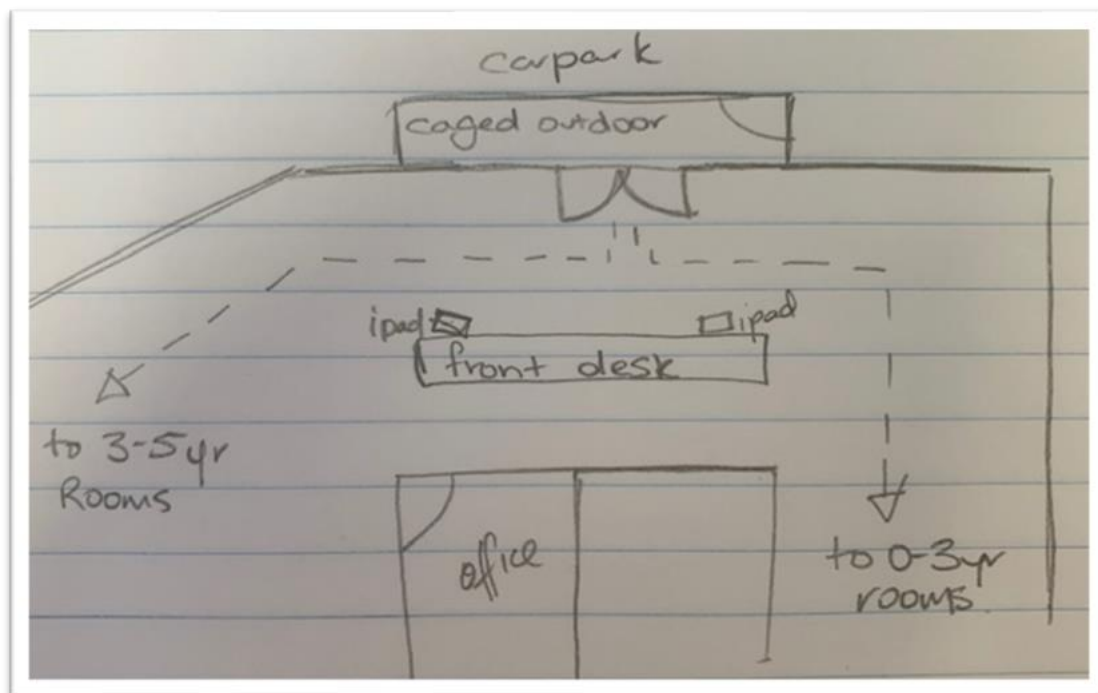 carpark
caged outdoor
ipad
ipad
front desk
to 3-5yr
Rooms
office
to 0-3yr
rooms